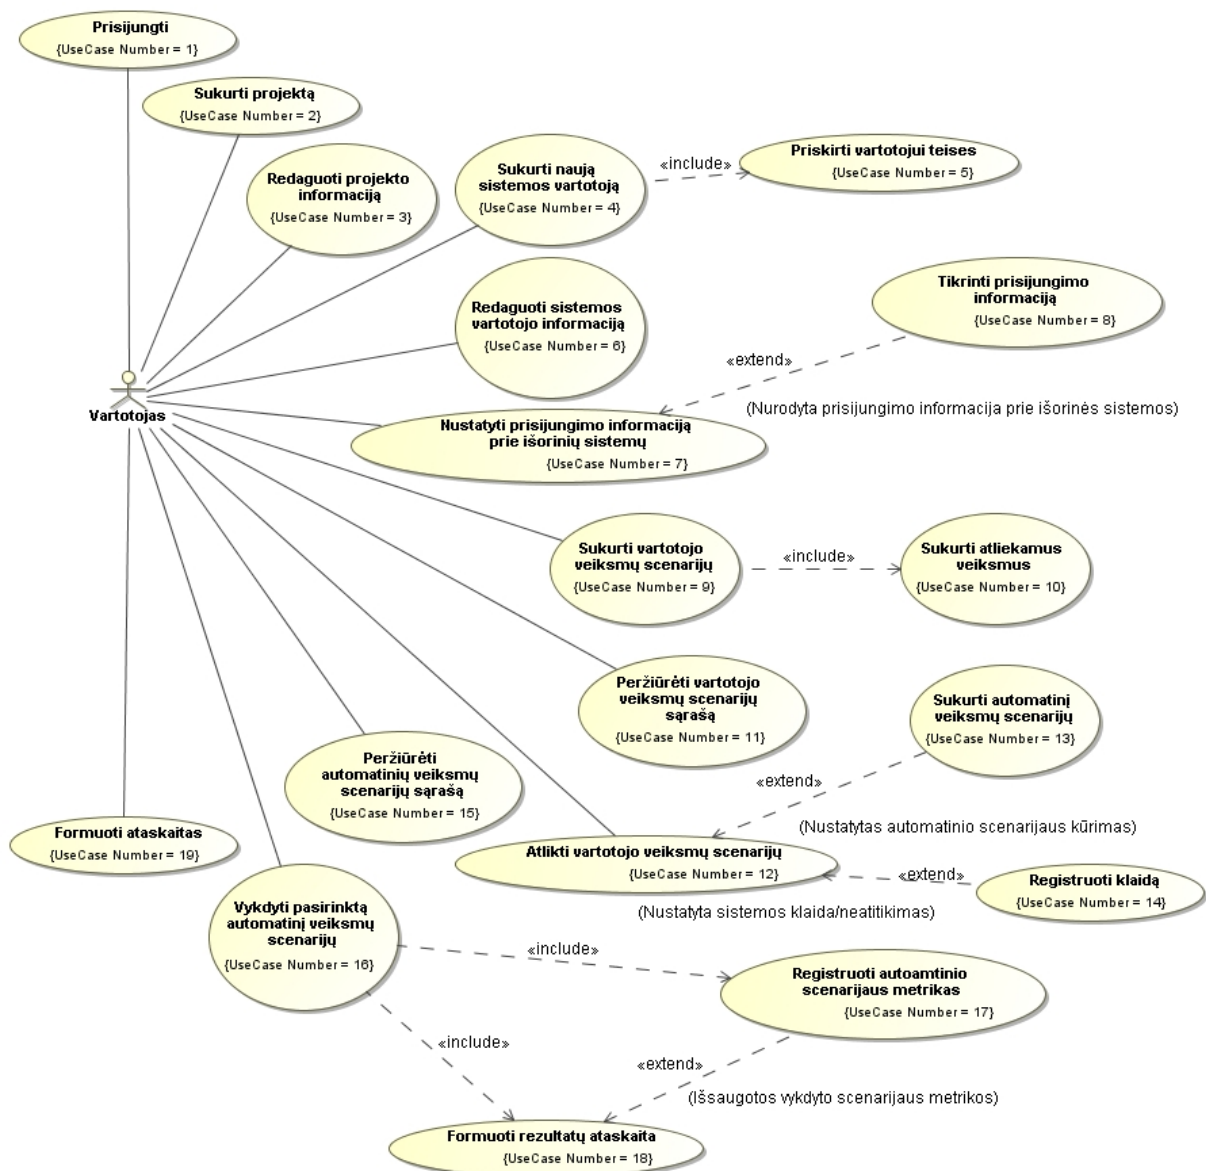 Prisijungti
{UseCase Number = 1}
Sukurti projektą
{UseCase Number = 2}
Redaguoti projekto
informaciją
{UseCase Number = 3}
Sukurti naują
sistemos vartotoją
{UseCase Number = 4}
«include»
Priskirti vartotojui teises
{UseCase Number = 5}
Redaguoti sistemos
vartotojo informaciją
{UseCase Number = 6}
Tikrinti prisijungimo
informaciją
{UseCase Number = 8}
«extend»
(Nurodyta prisijungimo informacija prie išorinės sistemos)
Vartotojas
Nustatyti prisijungimo informaciją
prie išorinių sistemų
{UseCase Number = 7}
Sukurti vartotojo
veiksmų scenarijų
{UseCase Number = 9}
«include»
Sukurti atliekamus
veiksmus
{UseCase Number = 10}
Peržiūrėti vartotojo
veiksmų scenarijų
sąrašą
{UseCase Number = 11}
Sukurti automatinį
veiksmų scenarijų
{UseCase Number = 13}
«extend»
(Nustatytas automatinio scenarijaus kūrimas)
Peržiūrėti
automatinių veiksmų
scenarijų sąrašą
{UseCase Number = 15}
Formuoti ataskaitas
{UseCase Number = 19}
Atlikti vartotojo veiksmų scenarijų
{UseCase Number = 12}
«extend»
(Nustatyta sistemos klaida/neatitikimas)
Registruoti klaidą
{UseCase Number = 14}
Vykdyti pasirinktą
automatinį veiksmų
scenarijų
{UseCase Number = 16}
«include»
Registruoti autoamtinio
scenarijaus metrikas
{UseCase Number = 17}
«include»
«extend»
(Išsaugotos vykdyto scenarijaus metrikos)
Formuoti rezultatų ataskaita
{UseCase Number = 18}